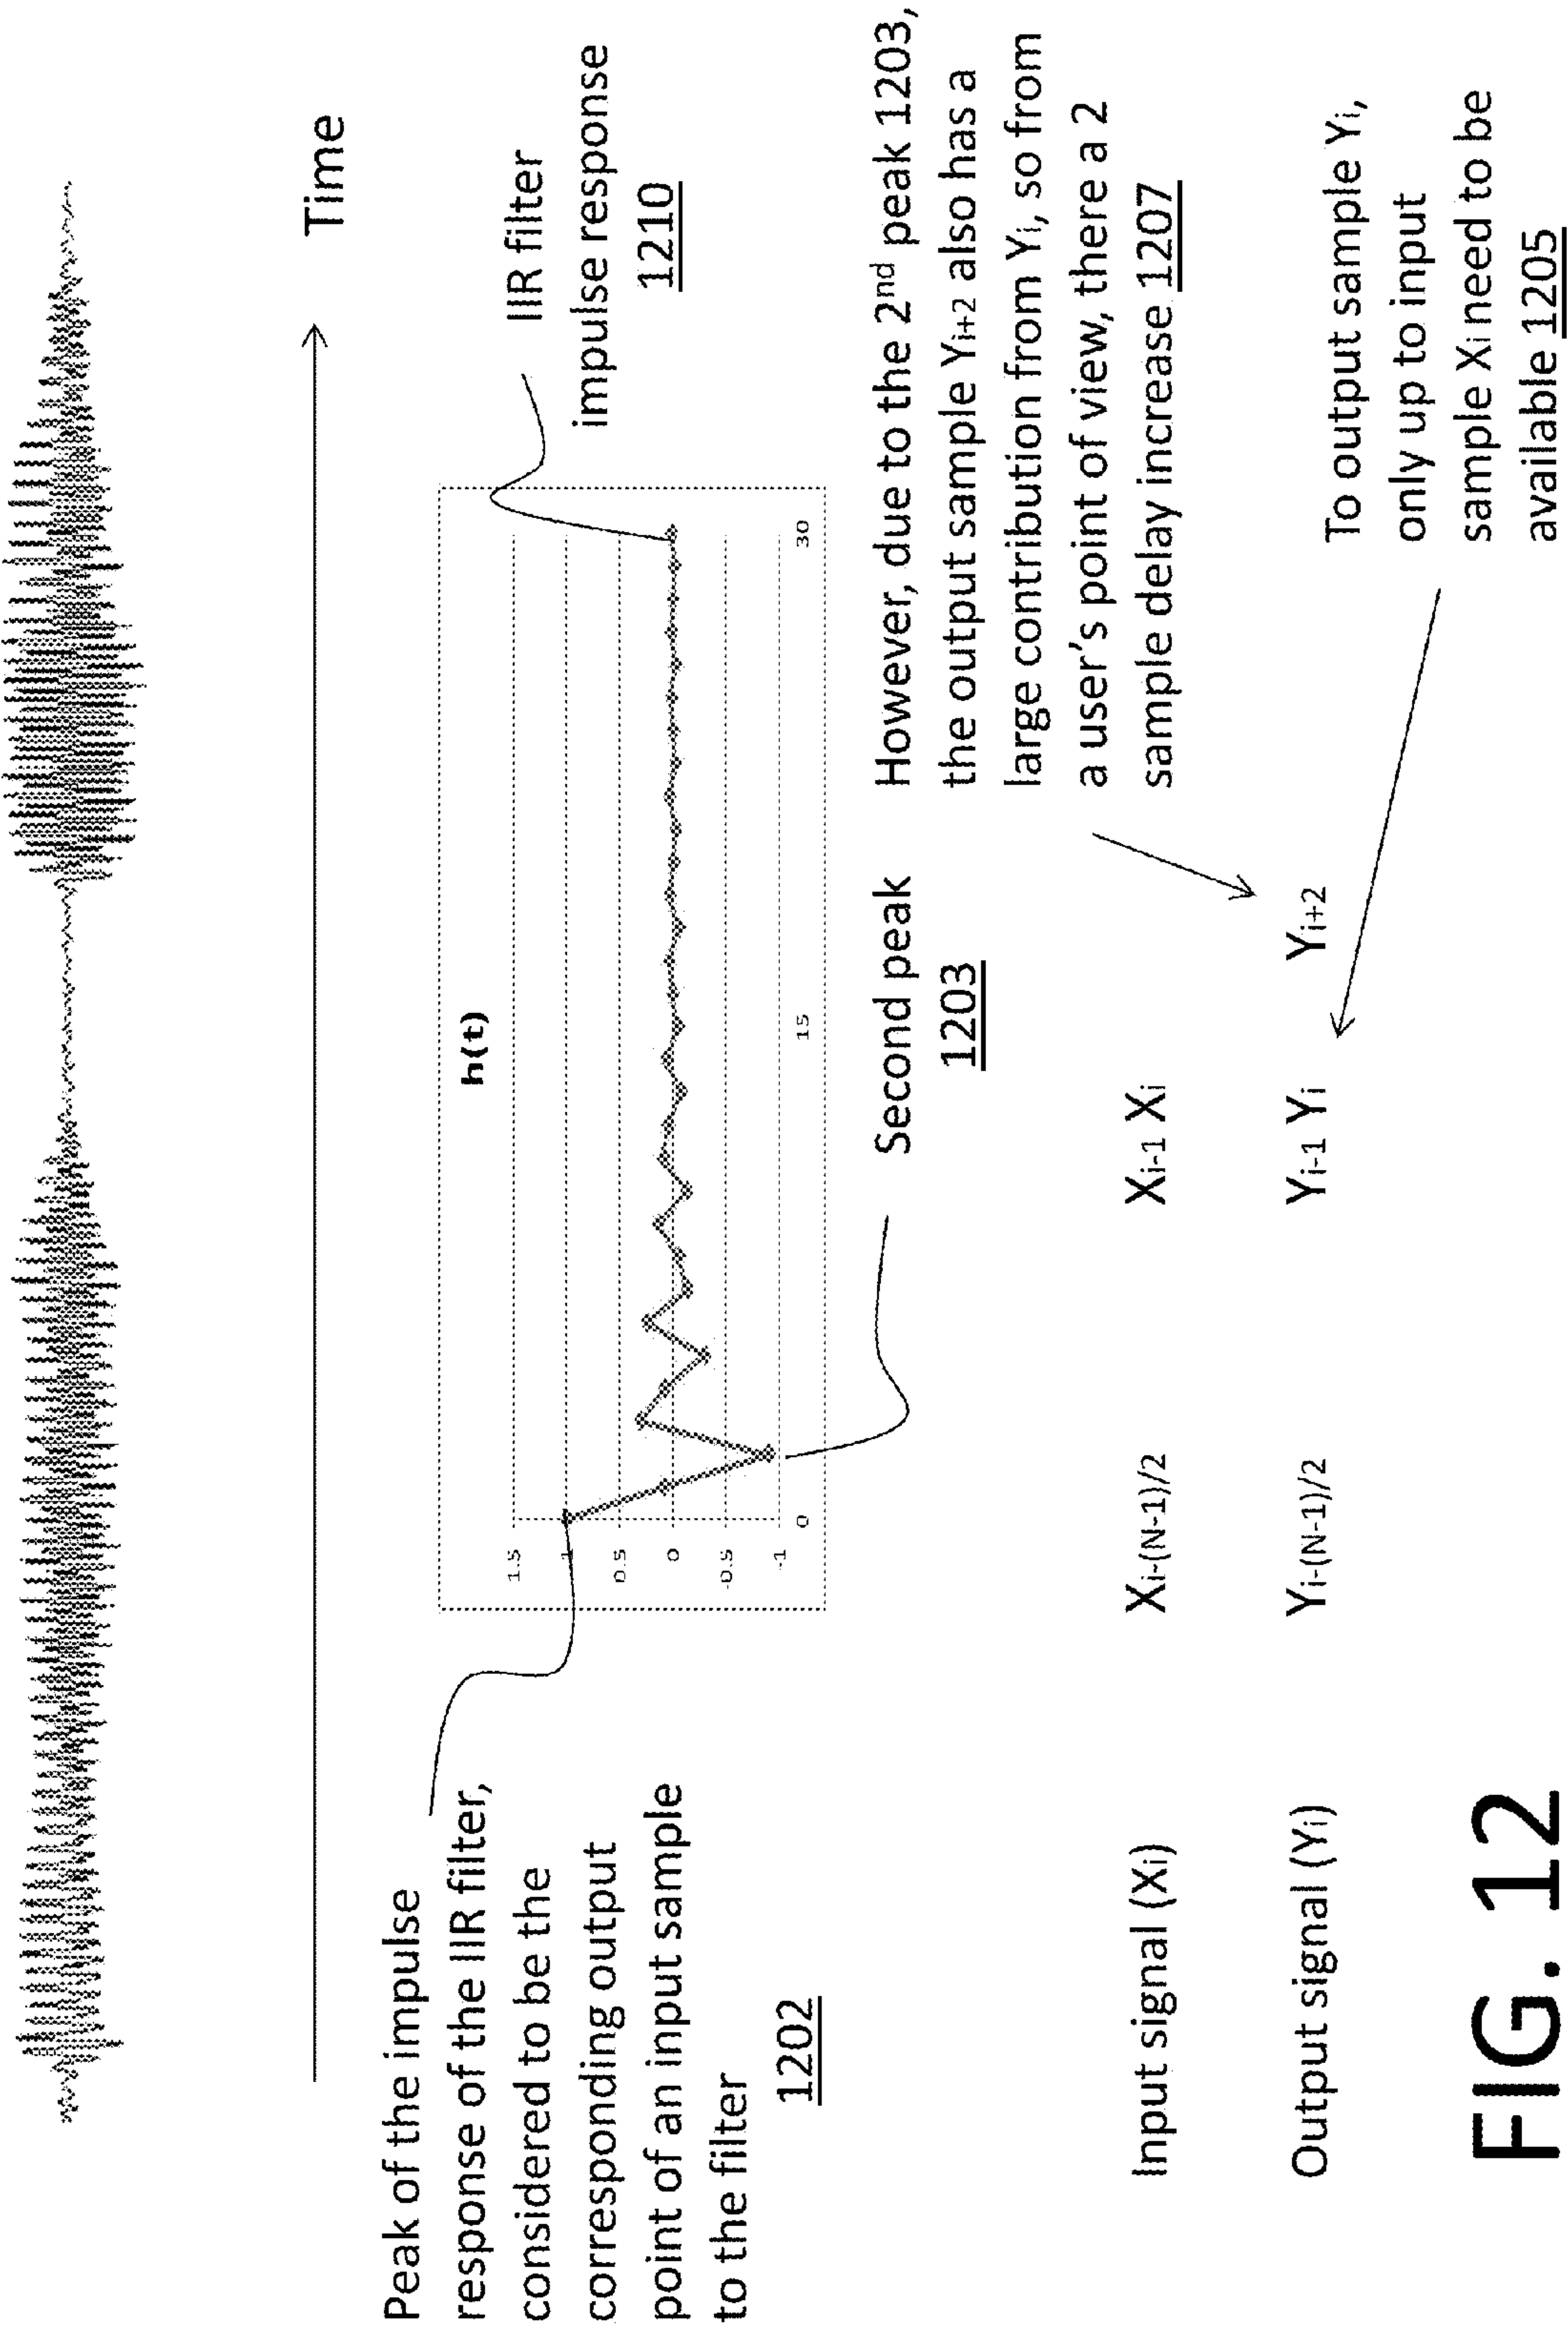 Time
IIR filter
impulse response
1210
Peak of the impulse
response of the IIR filter,
considered to be the
corresponding output
point of an input sample
to the filter
1202
h(t)
1.5
1
0.5
0
-0.5
-1
0
15
30
Second peak
1203
However, due to the 2nd peak 1203,
the output sample Yi+2 also has a
large contribution from Yi, so from
a user's point of view, there a 2
sample delay increase 1207
Input signal (Xi)
Xi-(N-1)/2
Xi-1 Xi
Output signal (Yi)
Yi-(N-1)/2
Yi-1 Yi
Yi+2
To output sample Yi,
only up to input
sample Xi need to be
available 1205
FIG. 12